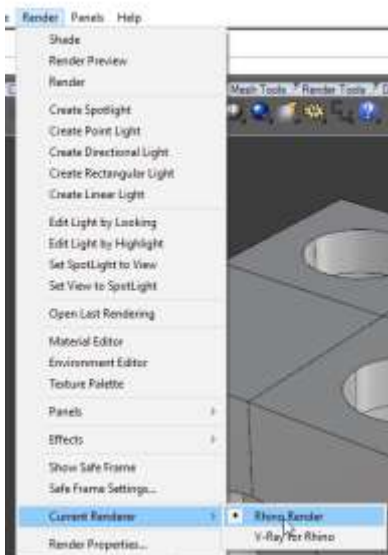 Render Panels Help
Shade
Render Preview
Render
Mesh Tools Render Tools
Create Spotlight
Create Point Light
Create Directional Light
Create Rectangular Light
Create Linear Light
Edit Light by Looking
Edit Light by Highlight
Set SpotLight to View
Set View to SpotLight
Open Last Rendering
Material Editor
Environment Editor
Texture Palette
Panels
Effects
Show Safe Frame
Safe Frame Settings...
Current Renderer
Rhino Render
V-Ray for Rhino
Render Properties...